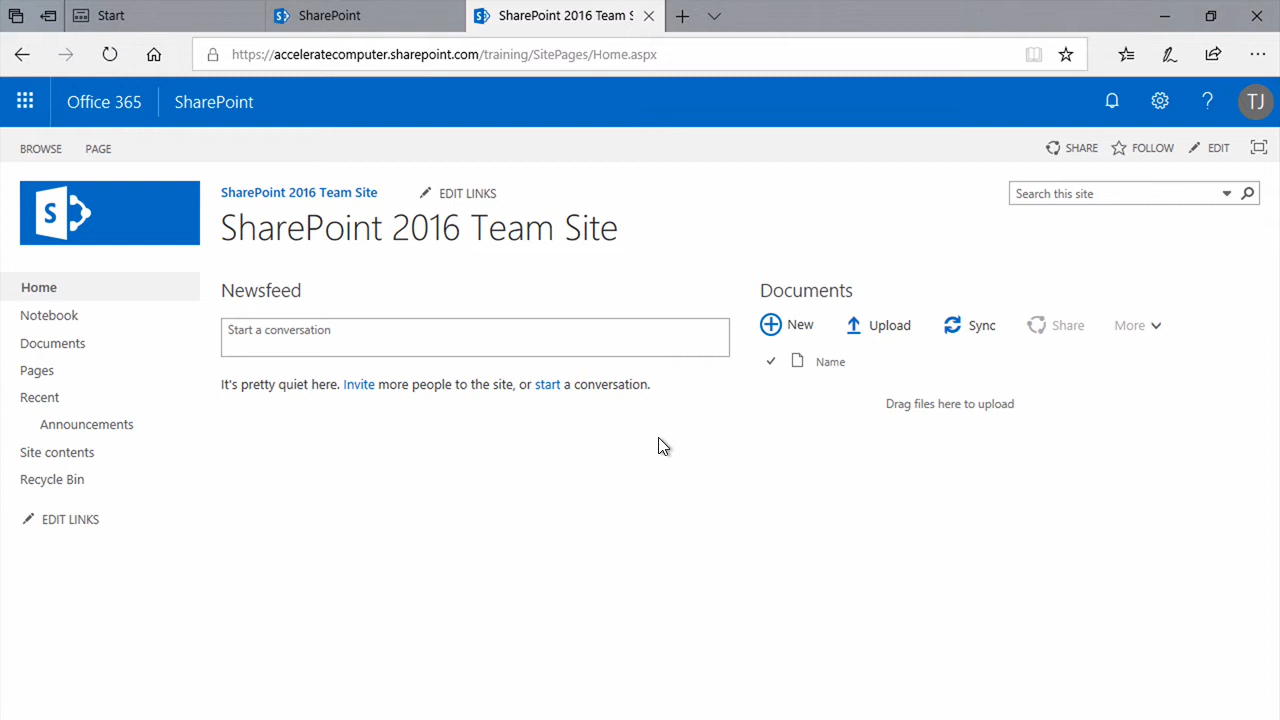 Start
SharePoint
SharePoint 2016 Team S
https://acceleratecomputer.sharepoint.com/training/SitePages/Home.aspx
Office 365
SharePoint
TJ
BROWSE
PAGE
SHARE
FOLLOW
EDIT
S
SharePoint 2016 Team Site
EDIT LINKS
Search this site
SharePoint 2016 Team Site
Home
Notebook
Documents
Pages
Recent
Announcements
Site contents
Recycle Bin
EDIT LINKS
Newsfeed
Start a conversation
It's pretty quiet here. Invite more people to the site, or start a conversation.
Documents
New
Upload
Sync
Share
More
Name
Drag files here to upload